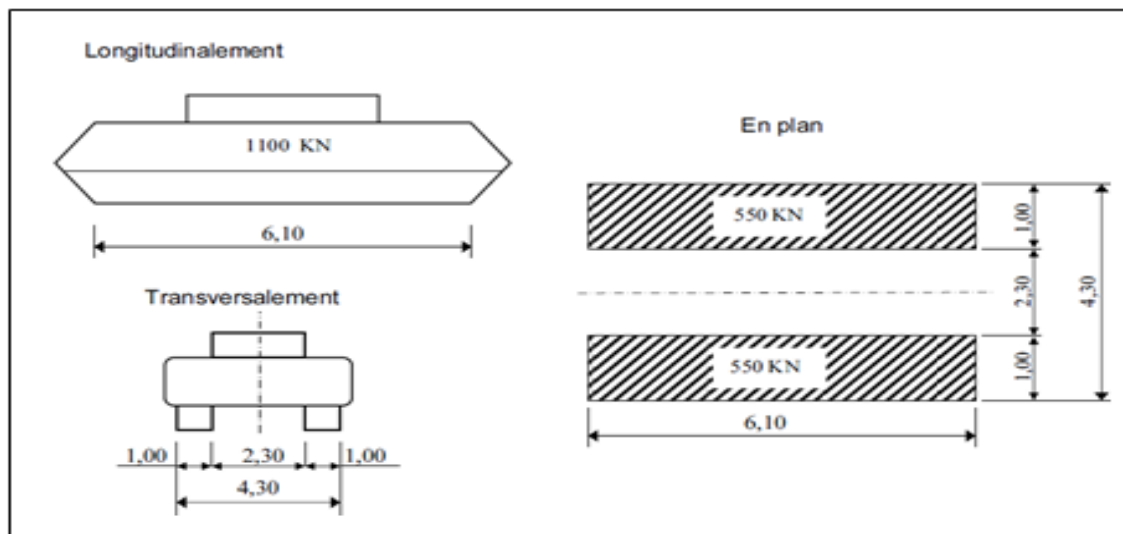 Longitudinalement
1100 KN
6,10
Transversalement
1,00 2,30 1,00
4,30
En plan
550 KN
550 KN
1,00
2,30
1,00
4,30
6,10